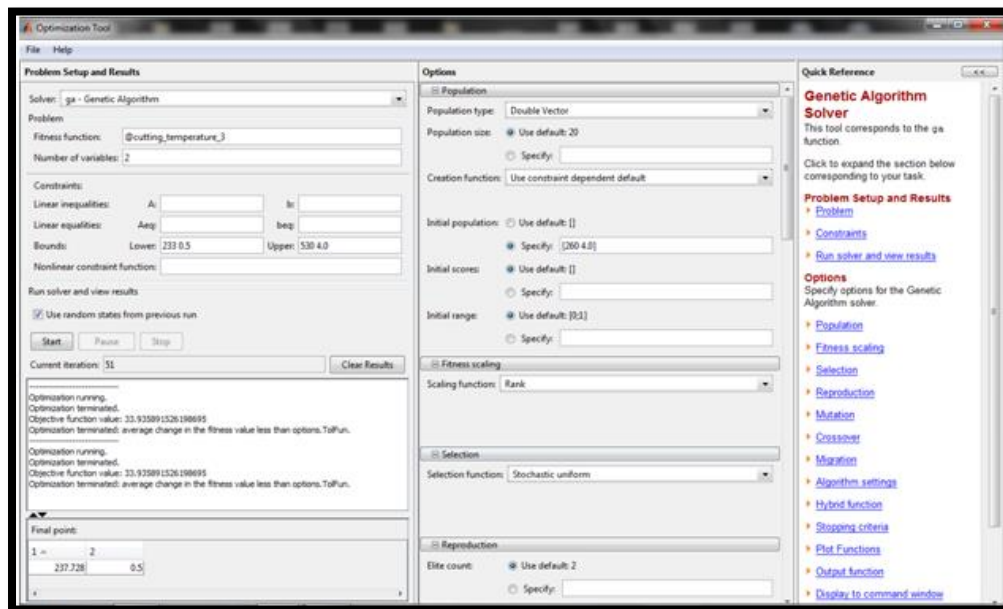 Optimization Tool
File Help
Problem Setup and Results
Solver: ga - Genetic Algorithm
Problem
Fitness function: @cutting_temperature_3
Number of variables: 2
Constraints:
Linear inequalities: A: b:
Linear equalities: Aeq: beq:
Bounds: Lower: 233 0.5 Upper: 530 4.0
Nonlinear constraint function:
Run solver and view results
Use random states from previous run
Start Pause Stop
Current iteration: 51 Clear Results
Optimization running.
Optimization terminated.
Objective function value: 33.935891526198695
Optimization terminated: average change in the fitness value less than options.TolFun.
Optimization running.
Optimization terminated.
Objective function value: 33.935891526198695
Optimization terminated: average change in the fitness value less than options.TolFun.
Final point:
1 2
237.728 0.5
Options
Population
Population type: Double Vector
Population size: Use default: 20
Specify:
Creation function: Use constraint dependent default
Initial population: Use default: []
Specify: [260 4.0]
Initial scores: Use default: []
Specify:
Initial range: Use default: [0;1]
Specify:
Fitness scaling
Scaling function: Rank
Selection
Selection function: Stochastic uniform
Reproduction
Elite count: Use default: 2
Specify:
Quick Reference <<
Genetic Algorithm
Solver
This tool corresponds to the ga
function.
Click to expand the section below
corresponding to your task.
Problem Setup and Results
Problem
Constraints
Run solver and view results
Options
Specify options for the Genetic
Algorithm solver.
Population
Fitness scaling
Selection
Reproduction
Mutation
Crossover
Migration
Algorithm settings
Hybrid function
Stopping criteria
Plot Functions
Output function
Display to command window